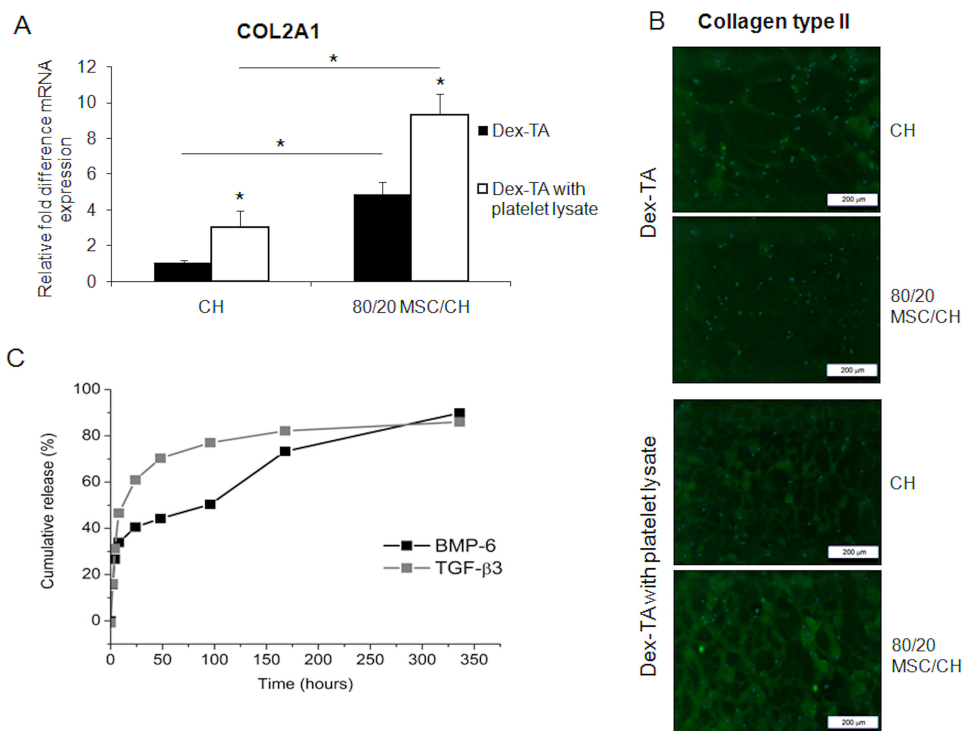 A
COL2A1
Relative fold difference mRNA
expression
12
10
8
6
4
2
0
*
*
*
*
CH
80/20 MSC/CH
Dex-TA
Dex-TA with
platelet lysate
B
Collagen type II
Dex-TA
CH
200 µm
80/20
MSC/CH
200 µm
Dex-TA with platelet lysate
CH
200 µm
80/20
MSC/CH
200 µm
C
Cumulative release (%)
100
80
60
40
20
0
BMP-6
TGF-β3
0 50 100 150 200 250 300 350
Time (hours)